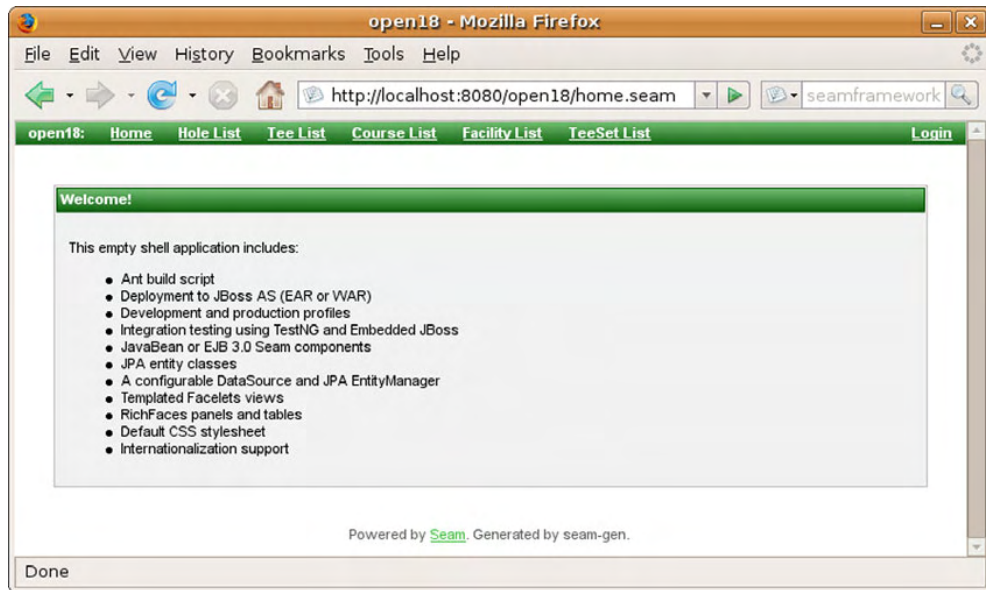 open18 - Mozilla Firefox
File Edit View History Bookmarks Tools Help
http://localhost:8080/open18/home.seam
seamframework
open18: Home Hole List Tee List Course List Facility List TeeSet List Login
Welcome!
This empty shell application includes:
Ant build script
Deployment to JBoss AS (EAR or WAR)
Development and production profiles
Integration testing using TestNG and Embedded JBoss
JavaBean or EJB 3.0 Seam components
JPA entity classes
A configurable DataSource and JPA EntityManager
Templated Facelets views
RichFaces panels and tables
Default CSS stylesheet
Internationalization support
Powered by Seam. Generated by seam-gen.
Done